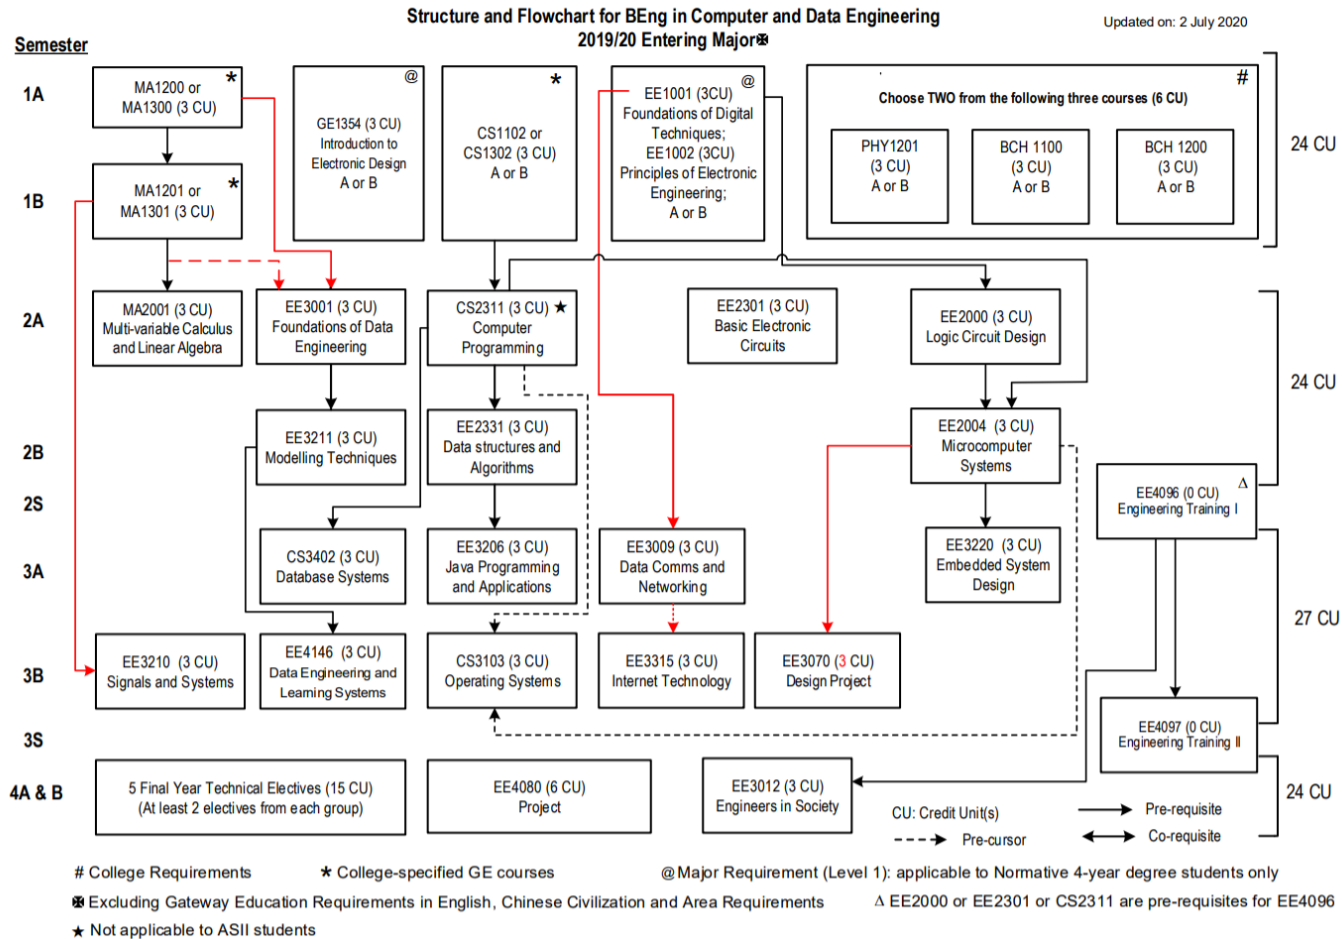 Structure and Flowchart for BEng in Computer and Data Engineering
2019/20 Entering Major✠
Updated on: 2 July 2020
Semester
1A
MA1200 or
MA1300 (3 CU)
*
@
GE1354 (3 CU)
Introduction to
Electronic Design
A or B
*
CS1102 or
CS1302 (3 CU)
A or B
@
EE1001 (3CU)
Foundations of Digital
Techniques;
EE1002 (3CU)
Principles of Electronic
Engineering;
A or B
#
Choose TWO from the following three courses (6 CU)
PHY1201
(3 CU)
A or B
BCH 1100
(3 CU)
A or B
BCH 1200
(3 CU)
A or B
24 CU
1B
MA1201 or
MA1301 (3 CU)
*
2A
MA2001 (3 CU)
Multi-variable Calculus
and Linear Algebra
EE3001 (3 CU)
Foundations of Data
Engineering
CS2311 (3 CU) ★
Computer
Programming
EE2301 (3 CU)
Basic Electronic
Circuits
EE2000 (3 CU)
Logic Circuit Design
24 CU
2B
EE3211 (3 CU)
Modelling Techniques
EE2331 (3 CU)
Data structures and
Algorithms
EE2004 (3 CU)
Microcomputer
Systems
2S
EE4096 (0 CU)
Engineering Training I
Δ
3A
CS3402 (3 CU)
Database Systems
EE3206 (3 CU)
Java Programming
and Applications
EE3009 (3 CU)
Data Comms and
Networking
EE3220 (3 CU)
Embedded System
Design
27 CU
3B
EE3210 (3 CU)
Signals and Systems
EE4146 (3 CU)
Data Engineering and
Learning Systems
CS3103 (3 CU)
Operating Systems
EE3315 (3 CU)
Internet Technology
EE3070 (3 CU)
Design Project
3S
EE4097 (0 CU)
Engineering Training II
4A & B
5 Final Year Technical Electives (15 CU)
(At least 2 electives from each group)
EE4080 (6 CU)
Project
EE3012 (3 CU)
Engineers in Society
24 CU
CU: Credit Unit(s)
Pre-requisite
Pre-cursor
Co-requisite
# College Requirements
* College-specified GE courses
@ Major Requirement (Level 1): applicable to Normative 4-year degree students only
✠ Excluding Gateway Education Requirements in English, Chinese Civilization and Area Requirements
Δ EE2000 or EE2301 or CS2311 are pre-requisites for EE4096
★ Not applicable to ASII students